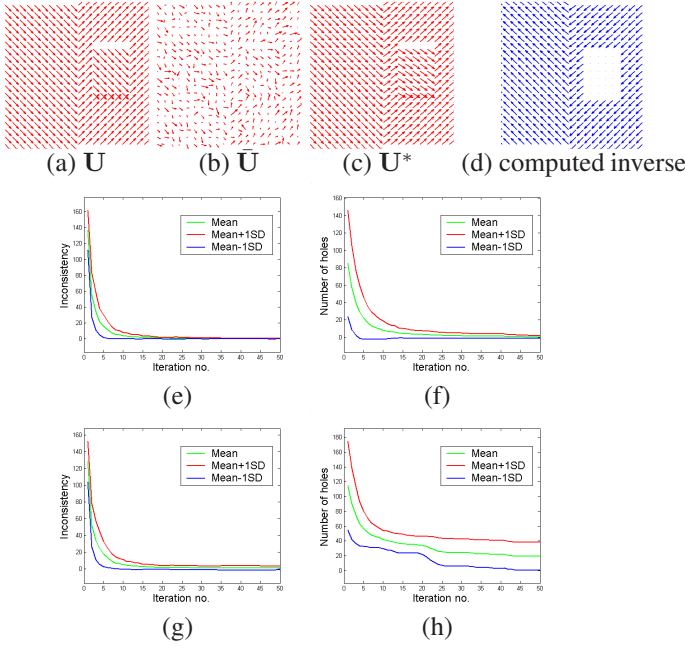 (a) U (b) Ū (c) U* (d) computed inverse
160
140
120
100
80
60
40
20
0
Inconsistency
Mean
Mean+1SD
Mean-1SD
0 5 10 15 20 25 30 35 40 45 50
Iteration no.
(e)
160
140
120
100
80
60
40
20
0
Number of holes
Mean
Mean+1SD
Mean-1SD
0 5 10 15 20 25 30 35 40 45 50
Iteration no.
(f)
160
140
120
100
80
60
40
20
0
Inconsistency
Mean
Mean+1SD
Mean-1SD
0 5 10 15 20 25 30 35 40 45 50
Iteration no.
(g)
180
160
140
120
100
80
60
40
20
0
Number of holes
Mean
Mean+1SD
Mean-1SD
0 5 10 15 20 25 30 35 40 45 50
Iteration no.
(h)